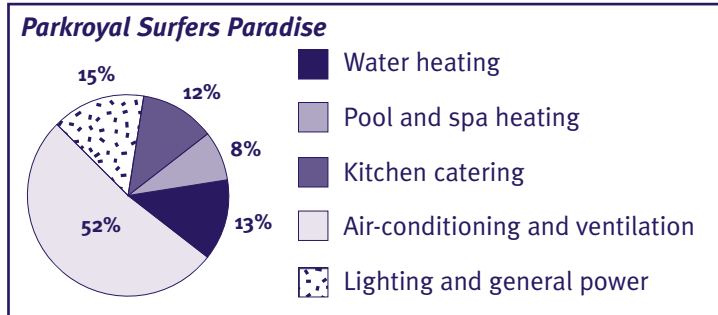 Parkroyal Surfers Paradise
15%
12%
8%
13%
52%
Water heating
Pool and spa heating
Kitchen catering
Air-conditioning and ventilation
Lighting and general power